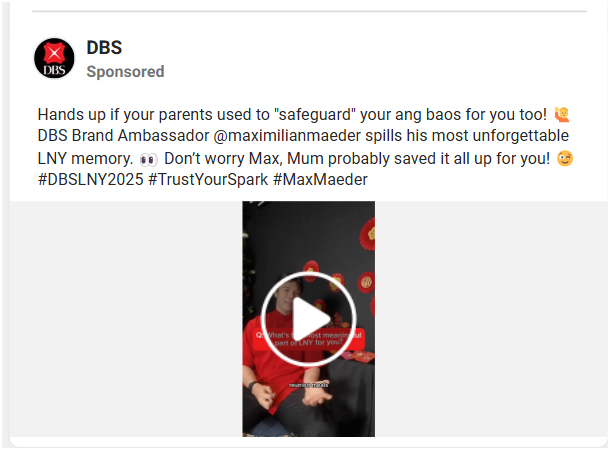 DBS
DBS
Sponsored
Hands up if your parents used to "safeguard" your ang baos for you too! 🙋
DBS Brand Ambassador @maximilianmaeder spills his most unforgettable
LNY memory. 👀 Don’t worry Max, Mum probably saved it all up for you! 😉
#DBSLNY2025 #TrustYourSpark #MaxMaeder
Q: What's most meaningful
part of LNY for you?
reunion meals